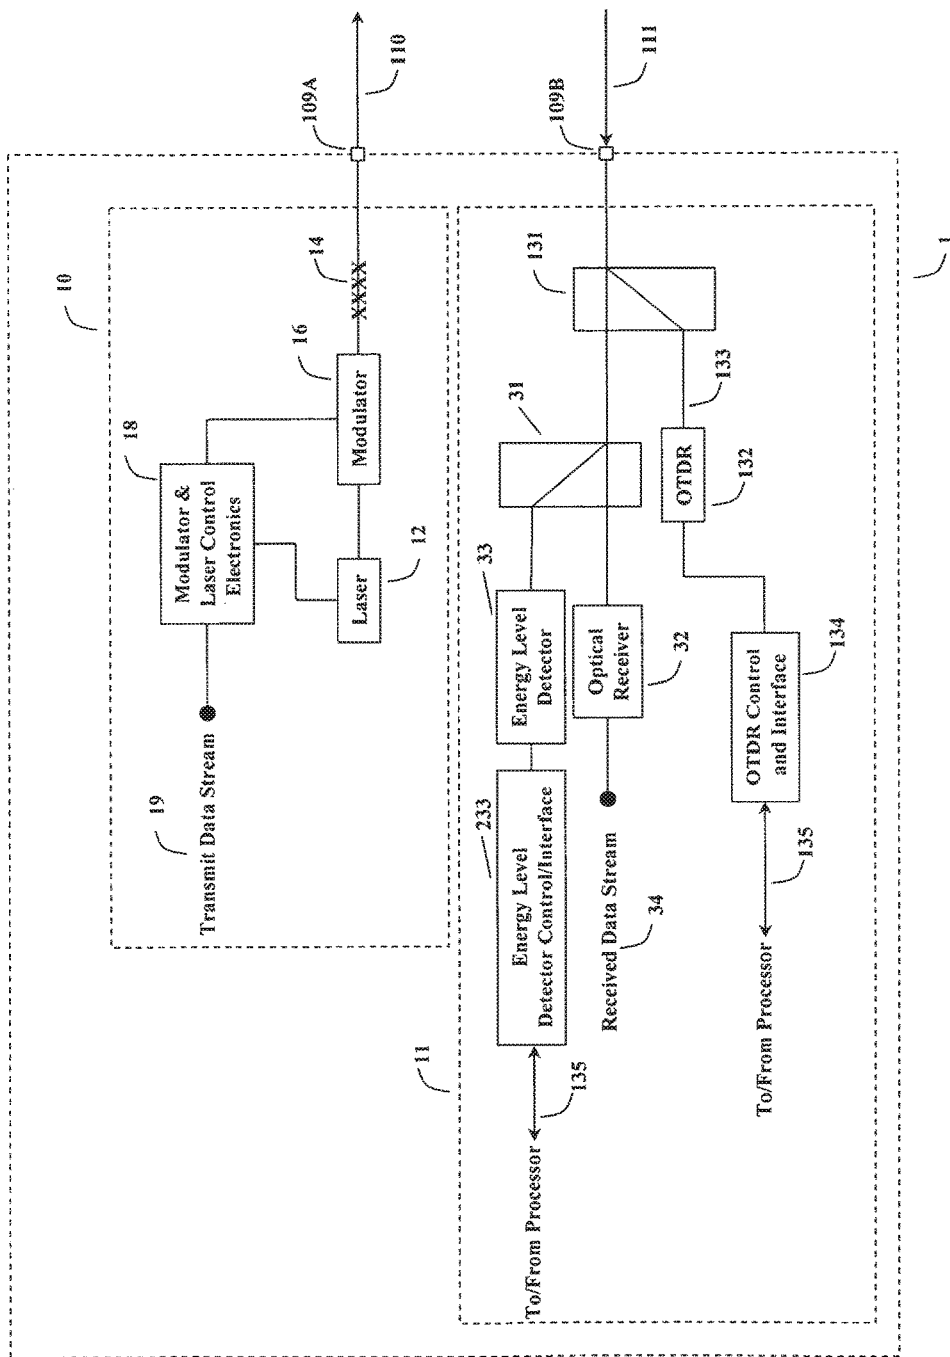 10
18
16
14
109A
110
Modulator &
Laser Control
Electronics
Modulator
XXXX
19
Transmit Data Stream
Laser
12
11
233
33
31
131
109B
111
Energy Level
Detector Control/Interface
Energy Level
Detector
To/From Processor
135
Optical
Receiver
32
Received Data Stream
34
133
OTDR
132
OTDR Control
and Interface
134
To/From Processor
135
1